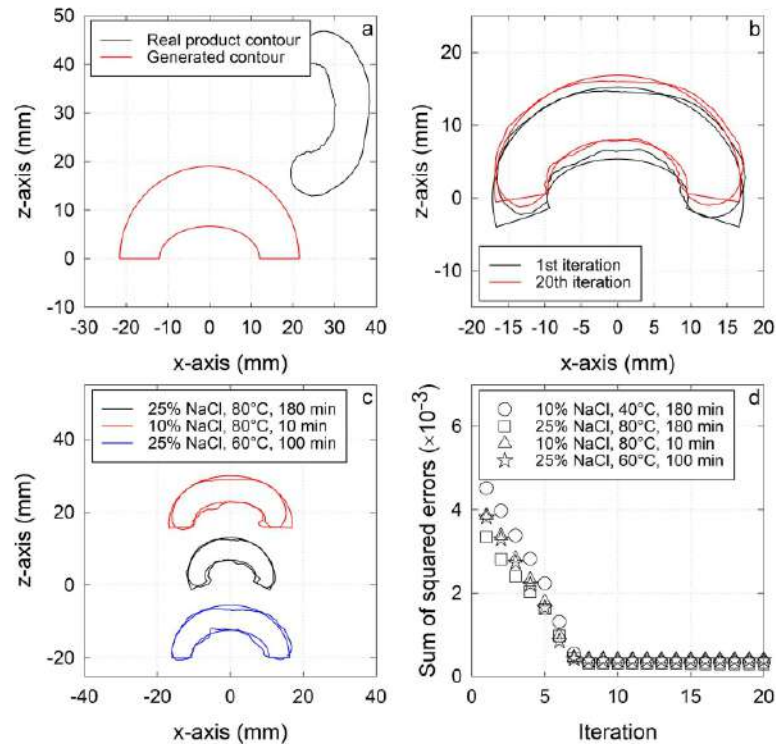 a
Real product contour
Generated contour
z-axis (mm)
50
40
30
20
10
0
-10
-30 -20 -10 0 10 20 30 40
x-axis (mm)
b
z-axis (mm)
20
10
0
-10
1st iteration
20th iteration
-20 -15 -10 -5 0 5 10 15 20
x-axis (mm)
c
25% NaCl, 80°C, 180 min
10% NaCl, 80°C, 10 min
25% NaCl, 60°C, 100 min
z-axis (mm)
40
20
0
-20
-40 -20 0 20 40
x-axis (mm)
d
10% NaCl, 40°C, 180 min
25% NaCl, 80°C, 180 min
10% NaCl, 80°C, 10 min
25% NaCl, 60°C, 100 min
Sum of squared errors (×10⁻³)
6
4
2
0
0 5 10 15 20
Iteration